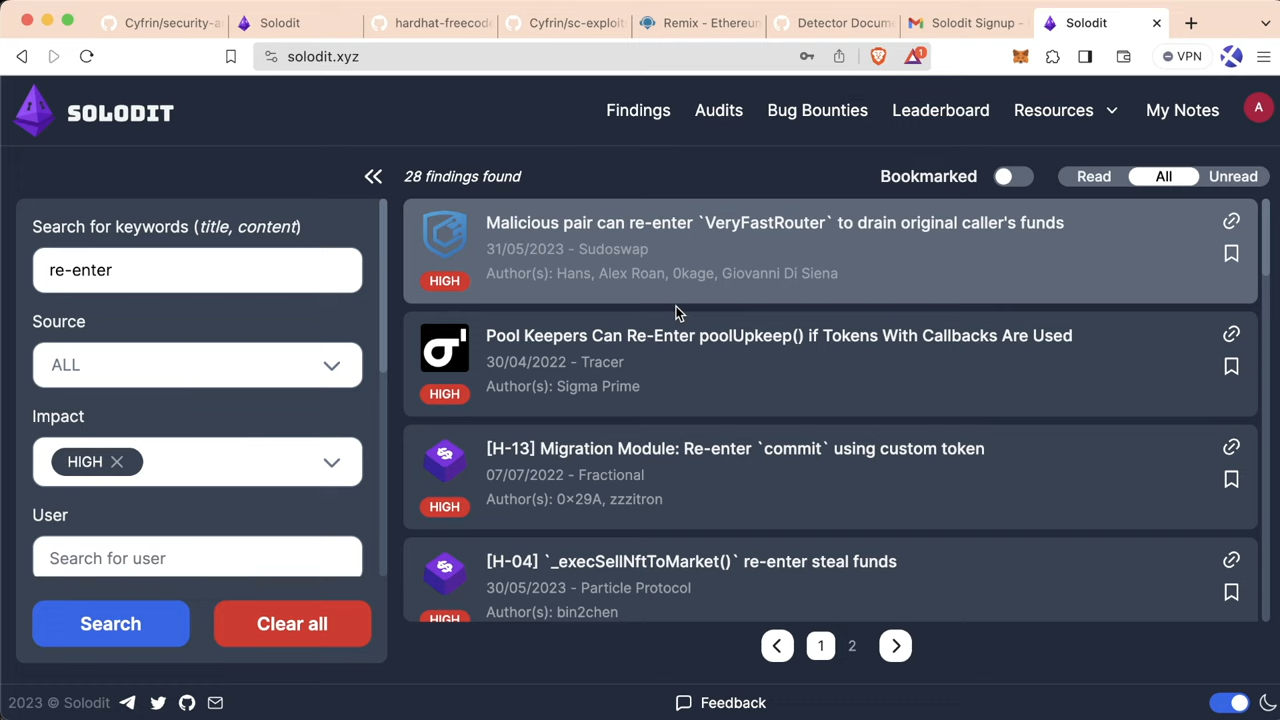 Cyfrin/security-a
Solodit
hardhat-freecode
Cyfrin/sc-exploit
Remix - Ethereum
Detector Docume
Solodit Signup -
Solodit
solodit.xyz
1
VPN
SOLODIT
Findings
Audits
Bug Bounties
Leaderboard
Resources
My Notes
A
28 findings found
Bookmarked
Read
All
Unread
Search for keywords (title, content)
re-enter
Source
ALL
Impact
HIGH
User
Search for user
Search
Clear all
Malicious pair can re-enter `VeryFastRouter` to drain original caller's funds
31/05/2023 - Sudoswap
Author(s): Hans, Alex Roan, 0kage, Giovanni Di Siena
HIGH
Pool Keepers Can Re-Enter poolUpkeep() if Tokens With Callbacks Are Used
30/04/2022 - Tracer
Author(s): Sigma Prime
HIGH
[H-13] Migration Module: Re-enter `commit` using custom token
07/07/2022 - Fractional
Author(s): 0x29A, zzzitron
HIGH
[H-04] `_execSellNftToMarket()` re-enter steal funds
30/05/2023 - Particle Protocol
Author(s): bin2chen
HIGH
1
2
2023 © Solodit
Feedback